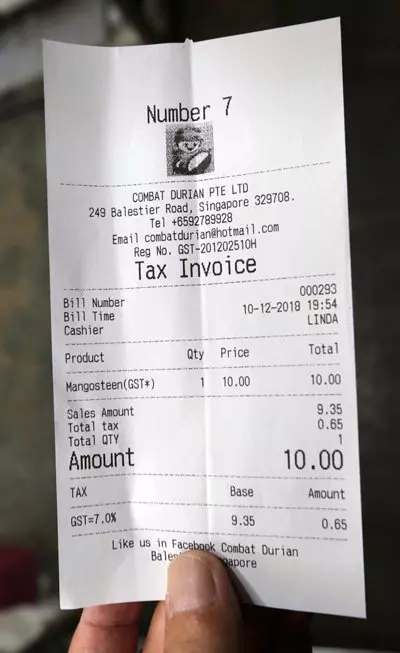 Number 7
COMBAT DURIAN PTE LTD
249 Balestier Road, Singapore 329708.
Tel +6592789928
Email combatdurian@hotmail.com
Reg No. GST-201202510H
Tax Invoice
Bill Number 000293
Bill Time 10-12-2018 19:54
Cashier LINDA
Product Qty Price Total
Mangosteen(GST*) 1 10.00 10.00
Sales Amount 9.35
Total tax 0.65
Total QTY 1
Amount 10.00
TAX Base Amount
GST=7.0% 9.35 0.65
Like us in Facebook Combat Durian